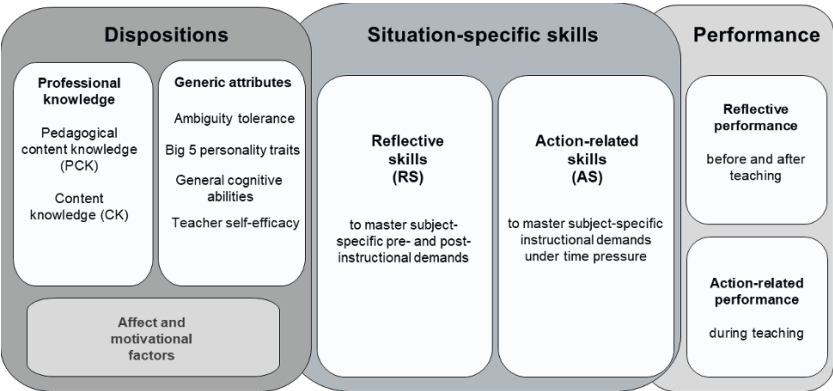 Dispositions
Professional
knowledge
Pedagogical
content knowledge
(PCK)
Content
knowledge (CK)
Generic attributes
Ambiguity tolerance
Big 5 personality traits
General cognitive
abilities
Teacher self-efficacy
Affect and
motivational
factors
Situation-specific skills
Reflective
skills
(RS)
to master subject-
specific pre- and post-
instructional demands
Action-related
skills
(AS)
to master subject-specific
instructional demands
under time pressure
Performance
Reflective
performance
before and after
teaching
Action-related
performance
during teaching